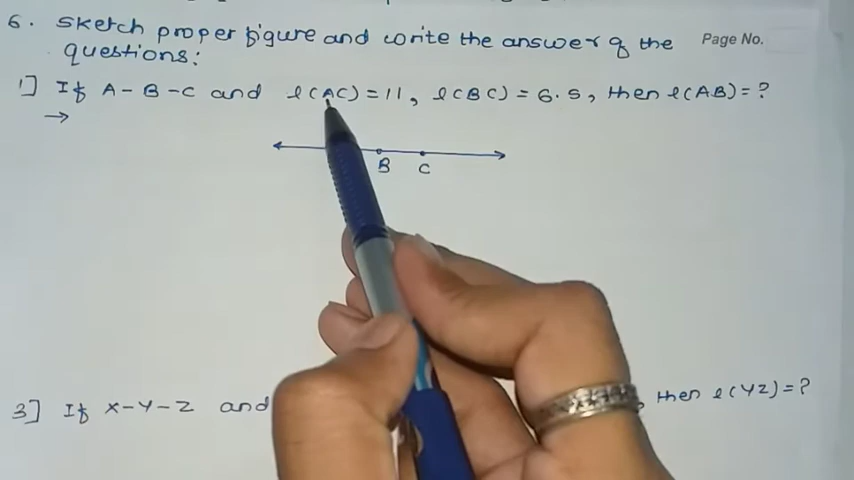 6. Sketch proper figure and write the answer of the
Page No.
questions:
1] If A-B-C and l(AC) = 11, l(BC) = 6.5, then l(AB) = ?
→
B C
3] If X-Y-Z and , then l(YZ) = ?